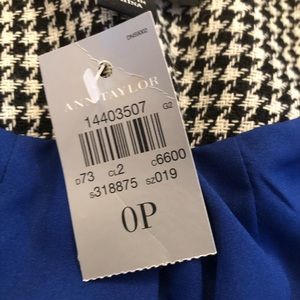 ANN TAYLOR
14403507 G2
D73 CL2 C6600
S318875 SZ019
0P